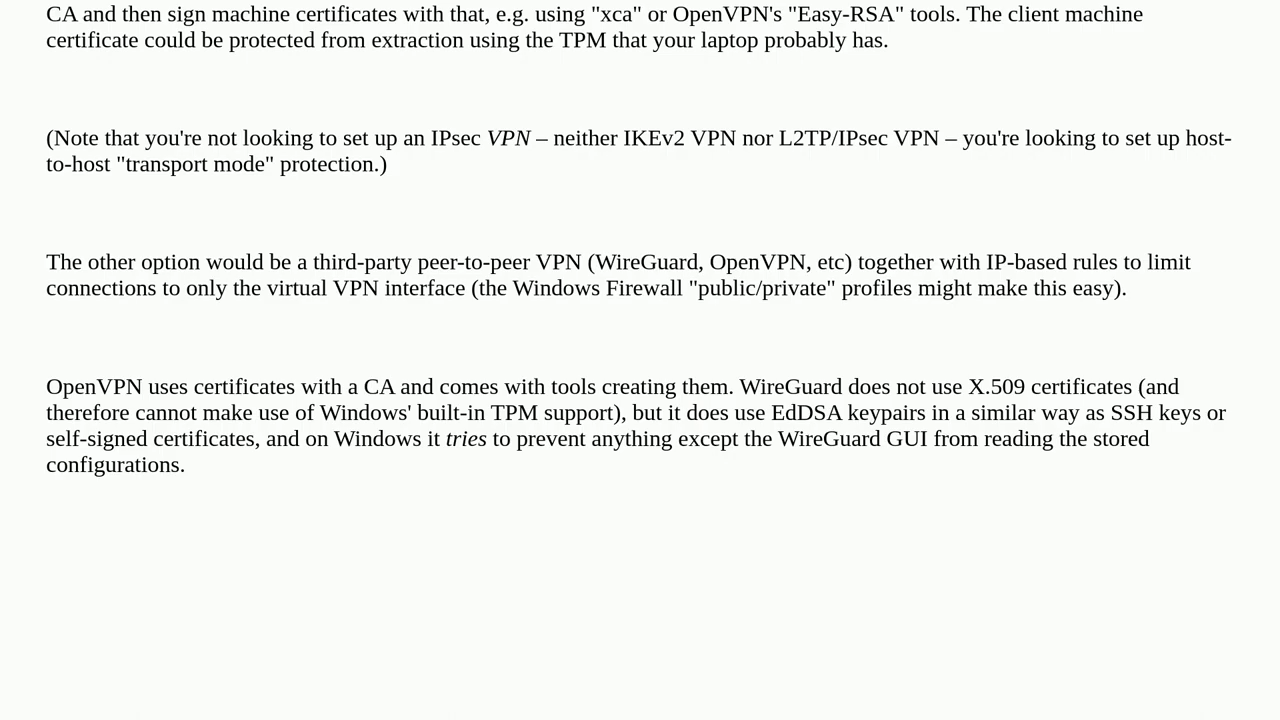 CA and then sign machine certificates with that, e.g. using "xca" or OpenVPN's "Easy-RSA" tools. The client machine
certificate could be protected from extraction using the TPM that your laptop probably has.
(Note that you're not looking to set up an IPsec VPN – neither IKEv2 VPN nor L2TP/IPsec VPN – you're looking to set up host-
to-host "transport mode" protection.)
The other option would be a third-party peer-to-peer VPN (WireGuard, OpenVPN, etc) together with IP-based rules to limit
connections to only the virtual VPN interface (the Windows Firewall "public/private" profiles might make this easy).
OpenVPN uses certificates with a CA and comes with tools creating them. WireGuard does not use X.509 certificates (and
therefore cannot make use of Windows' built-in TPM support), but it does use EdDSA keypairs in a similar way as SSH keys or
self-signed certificates, and on Windows it tries to prevent anything except the WireGuard GUI from reading the stored
configurations.